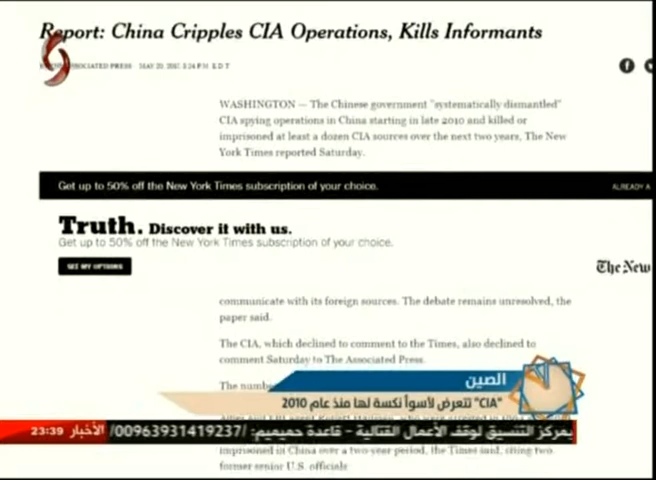 Report: China Cripples CIA Operations, Kills Informants
ASSOCIATED PRESS MAY 20, 2017, 3:24 P.M. E.D.T.
WASHINGTON — The Chinese government "systematically dismantled"
CIA spying operations in China starting in late 2010 and killed or
imprisoned at least a dozen CIA sources over the next two years, The New
York Times reported Saturday.
Get up to 50% off the New York Times subscription of your choice.
ALREADY A
Truth. Discover it with us.
Get up to 50% off the New York Times subscription of your choice.
SEE MY OPTIONS
The New
communicate with its foreign sources. The debate remains unresolved, the
paper said.
The CIA, which declined to comment to the Times, also declined to
comment Saturday to The Associated Press.
The numbe
الصين
"CIA" تتعرض لأسوأ نكسة لها منذ عام 2010
بمركز التنسيق لوقف الأعمال القتالية - قاعدة حميميم: /00963931419237/
الأخبار 23:39
imprisoned in China over a two-year period, the Times said, citing two
former senior U.S. officials